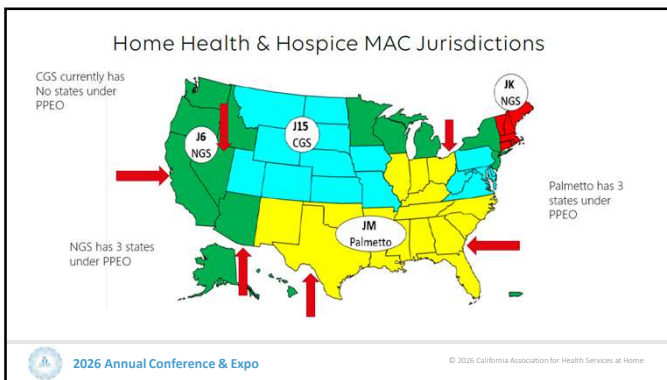 Home Health & Hospice MAC Jurisdictions
CGS currently has
No states under
PPEO
JK
NGS
J6
NGS
J15
CGS
Palmetto has 3
states under
PPEO
JM
Palmetto
NGS has 3 states
under PPEO
2026 Annual Conference & Expo
© 2026 California Association for Health Services at Home